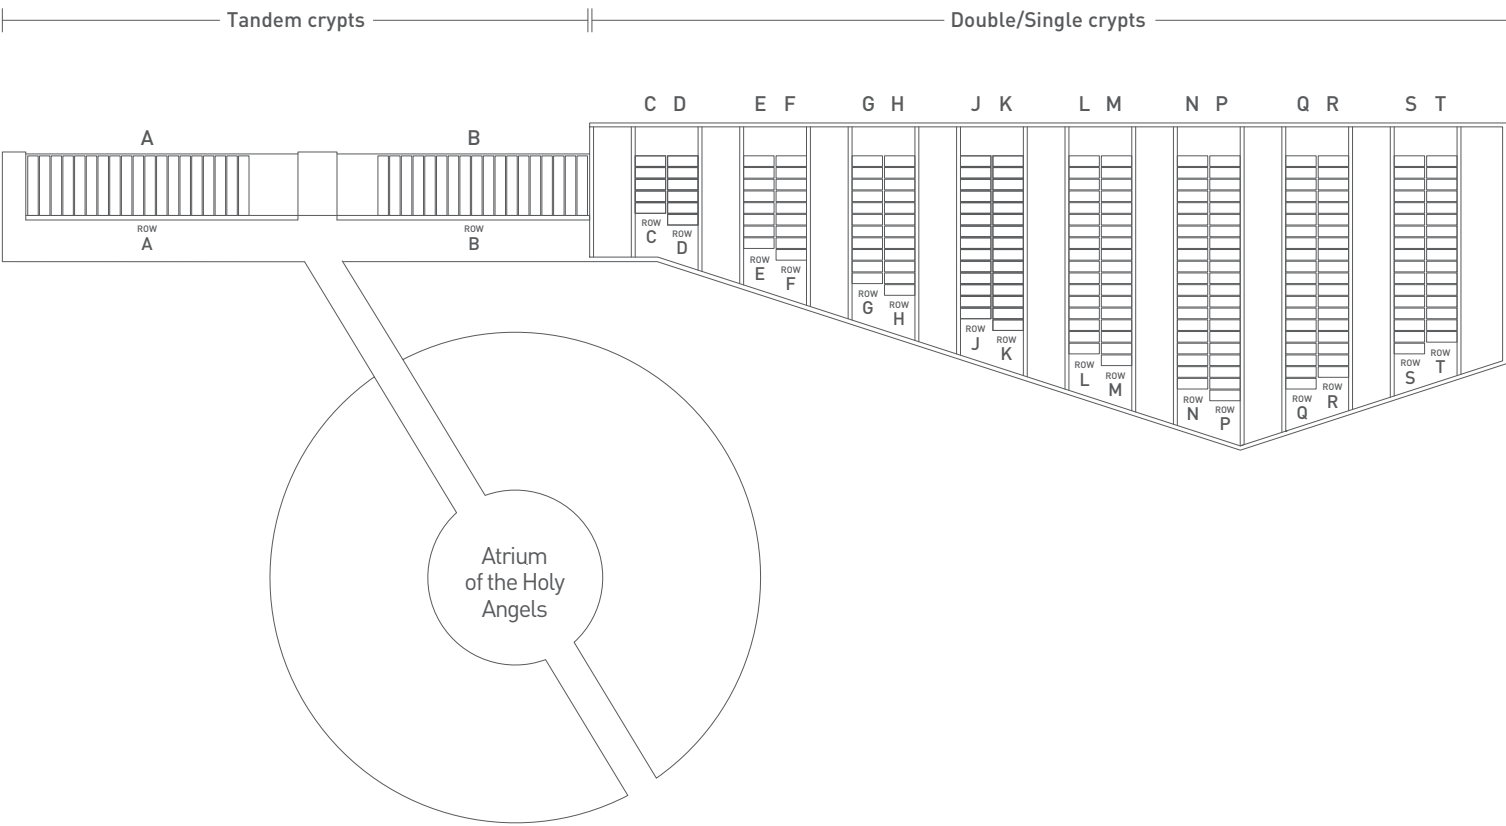 Tandem crypts
Double/Single crypts
C D E F G H J K L M N P Q R S T
A B
ROW
A
ROW
B
ROW
C
ROW
D
ROW
E
ROW
F
ROW
G
ROW
H
ROW
J
ROW
K
ROW
L
ROW
M
ROW
N
ROW
P
ROW
Q
ROW
R
ROW
S
ROW
T
Atrium
of the Holy
Angels